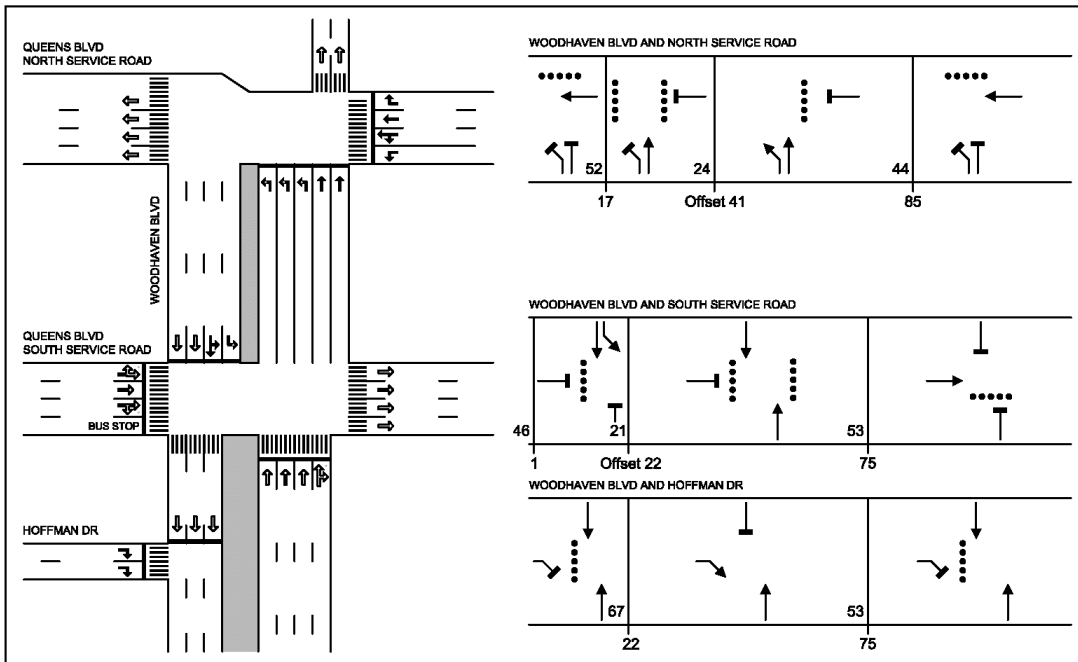 QUEENS BLVD
NORTH SERVICE ROAD
WOODHAVEN BLVD
QUEENS BLVD
SOUTH SERVICE ROAD
BUS STOP
HOFFMAN DR
WOODHAVEN BLVD AND NORTH SERVICE ROAD
52 24 44
17 Offset 41 85
WOODHAVEN BLVD AND SOUTH SERVICE ROAD
46 21 53
1 Offset 22 75
WOODHAVEN BLVD AND HOFFMAN DR
67 53
22 75